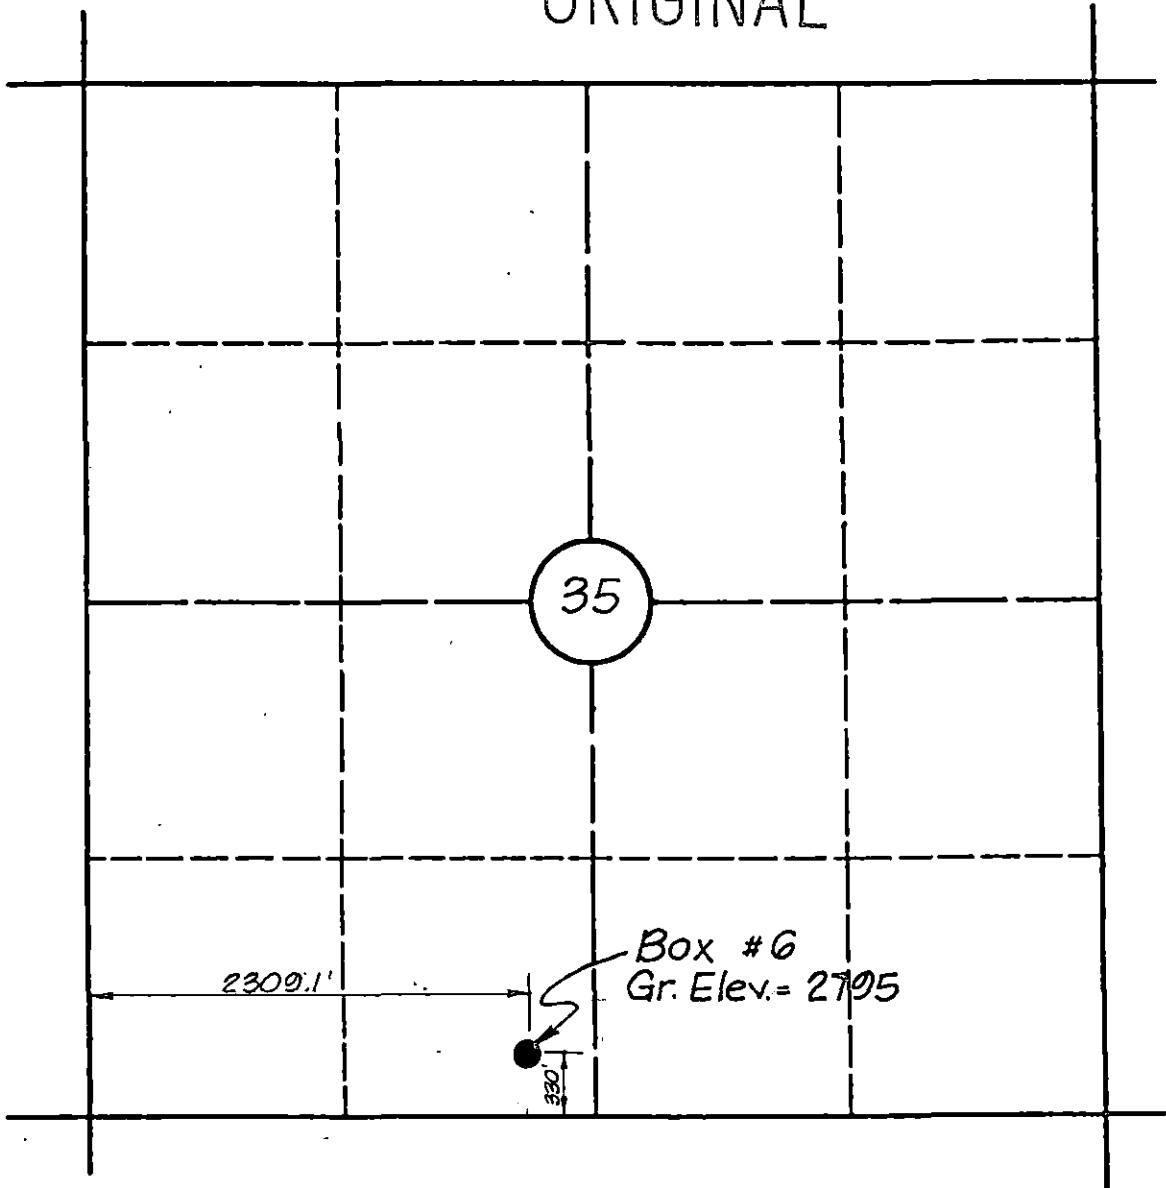 ORIGINAL
35
Box #6
Gr. Elev. = 2795
2309.1'
330'